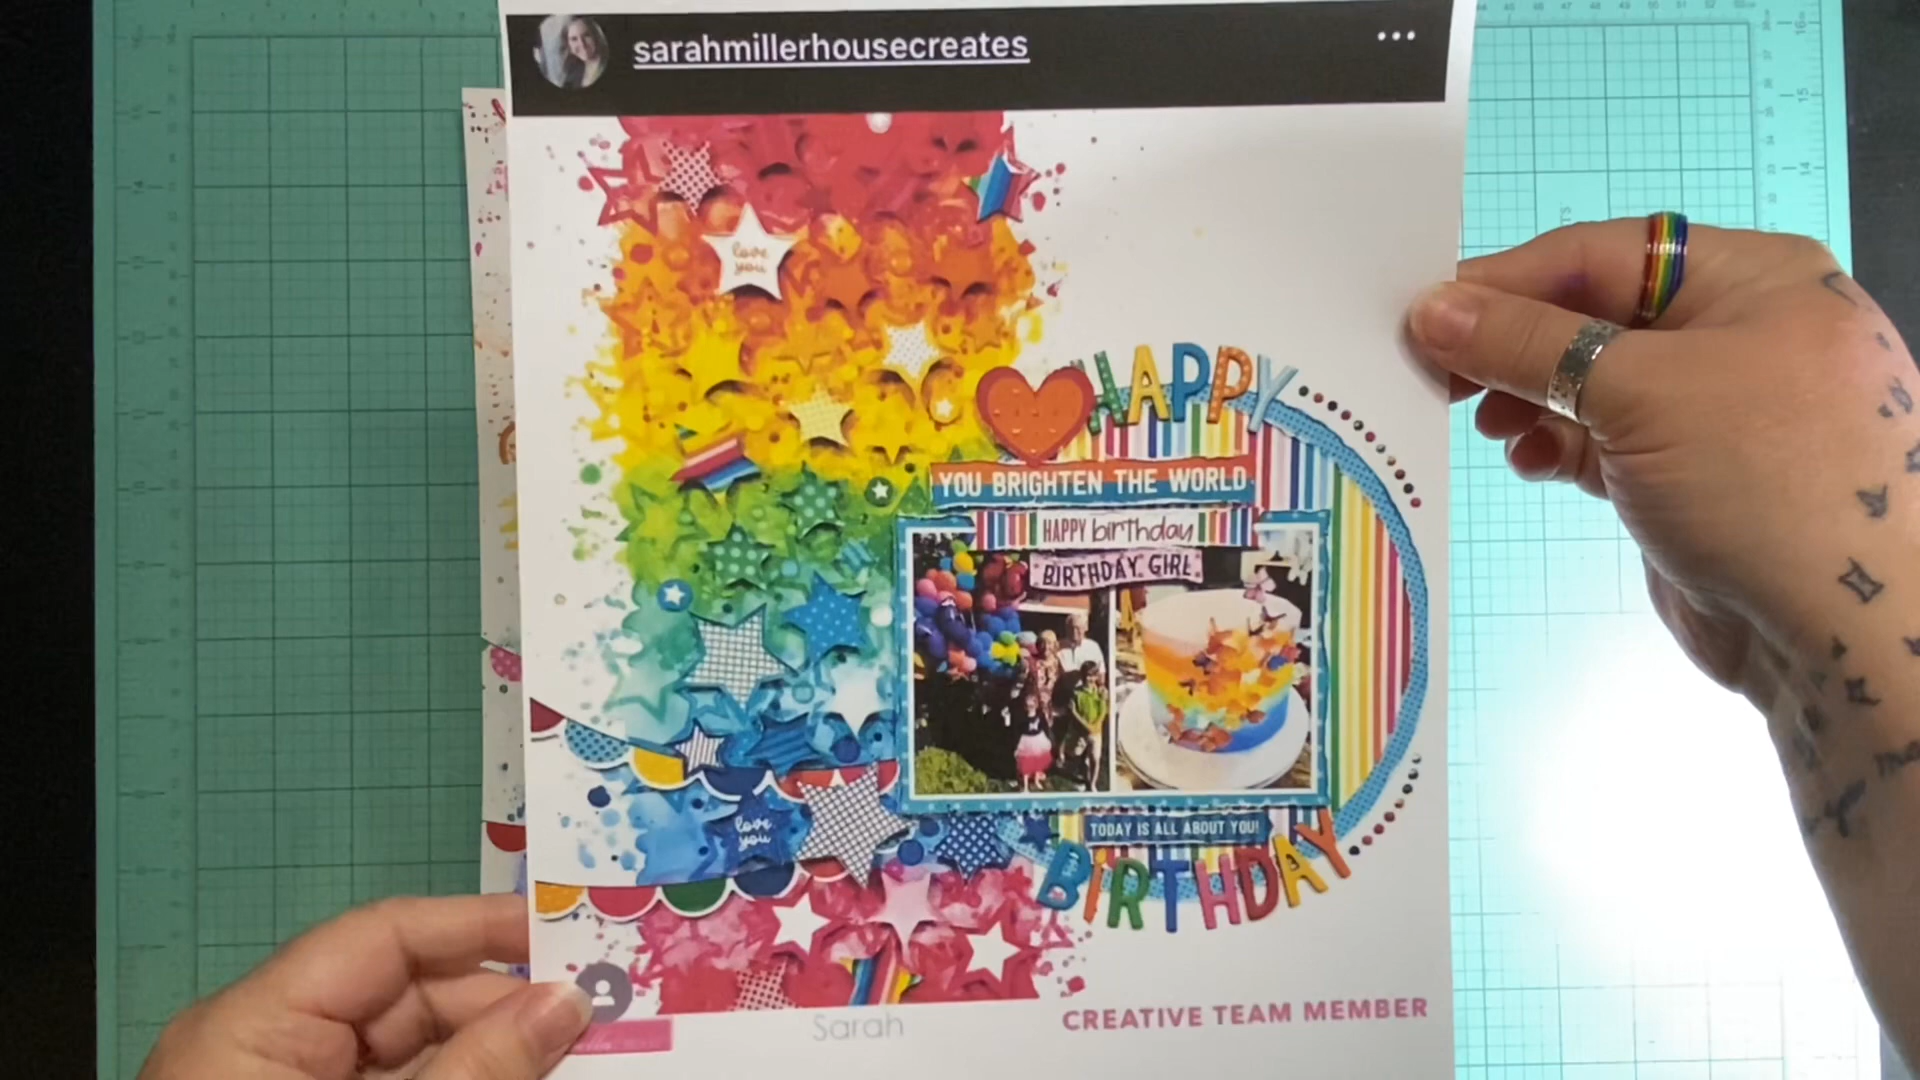 sarahmillerhousecreates
love
you
HAPPY
YOU BRIGHTEN THE WORLD
HAPPY birthday
BIRTHDAY GIRL
TODAY IS ALL ABOUT YOU!
love
you
BIRTHDAY
Sarah
CREATIVE TEAM MEMBER